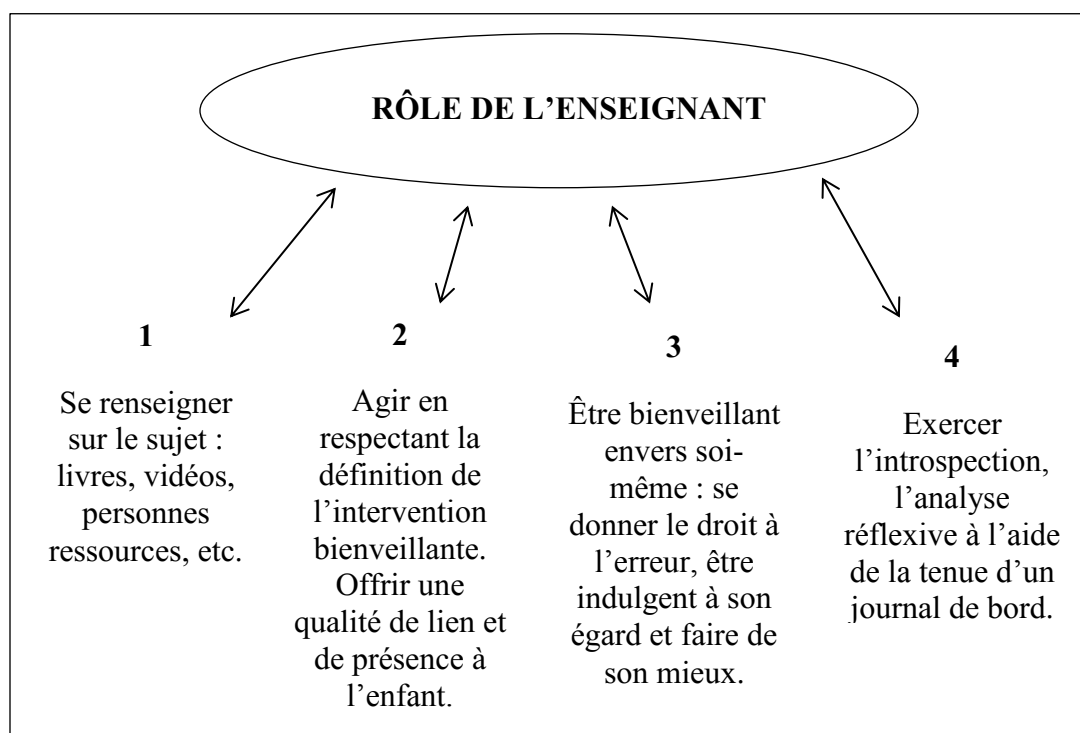 RÔLE DE L’ENSEIGNANT
1
Se renseigner
sur le sujet :
livres, vidéos,
personnes
ressources, etc.
2
Agir en
respectant la
définition de
l’intervention
bienveillante.
Offrir une
qualité de lien et
de présence à
l’enfant.
3
Être bienveillant
envers soi-
même : se
donner le droit à
l’erreur, être
indulgent à son
égard et faire de
son mieux.
4
Exercer
l’introspection,
l’analyse
réflexive à l’aide
de la tenue d’un
journal de bord.